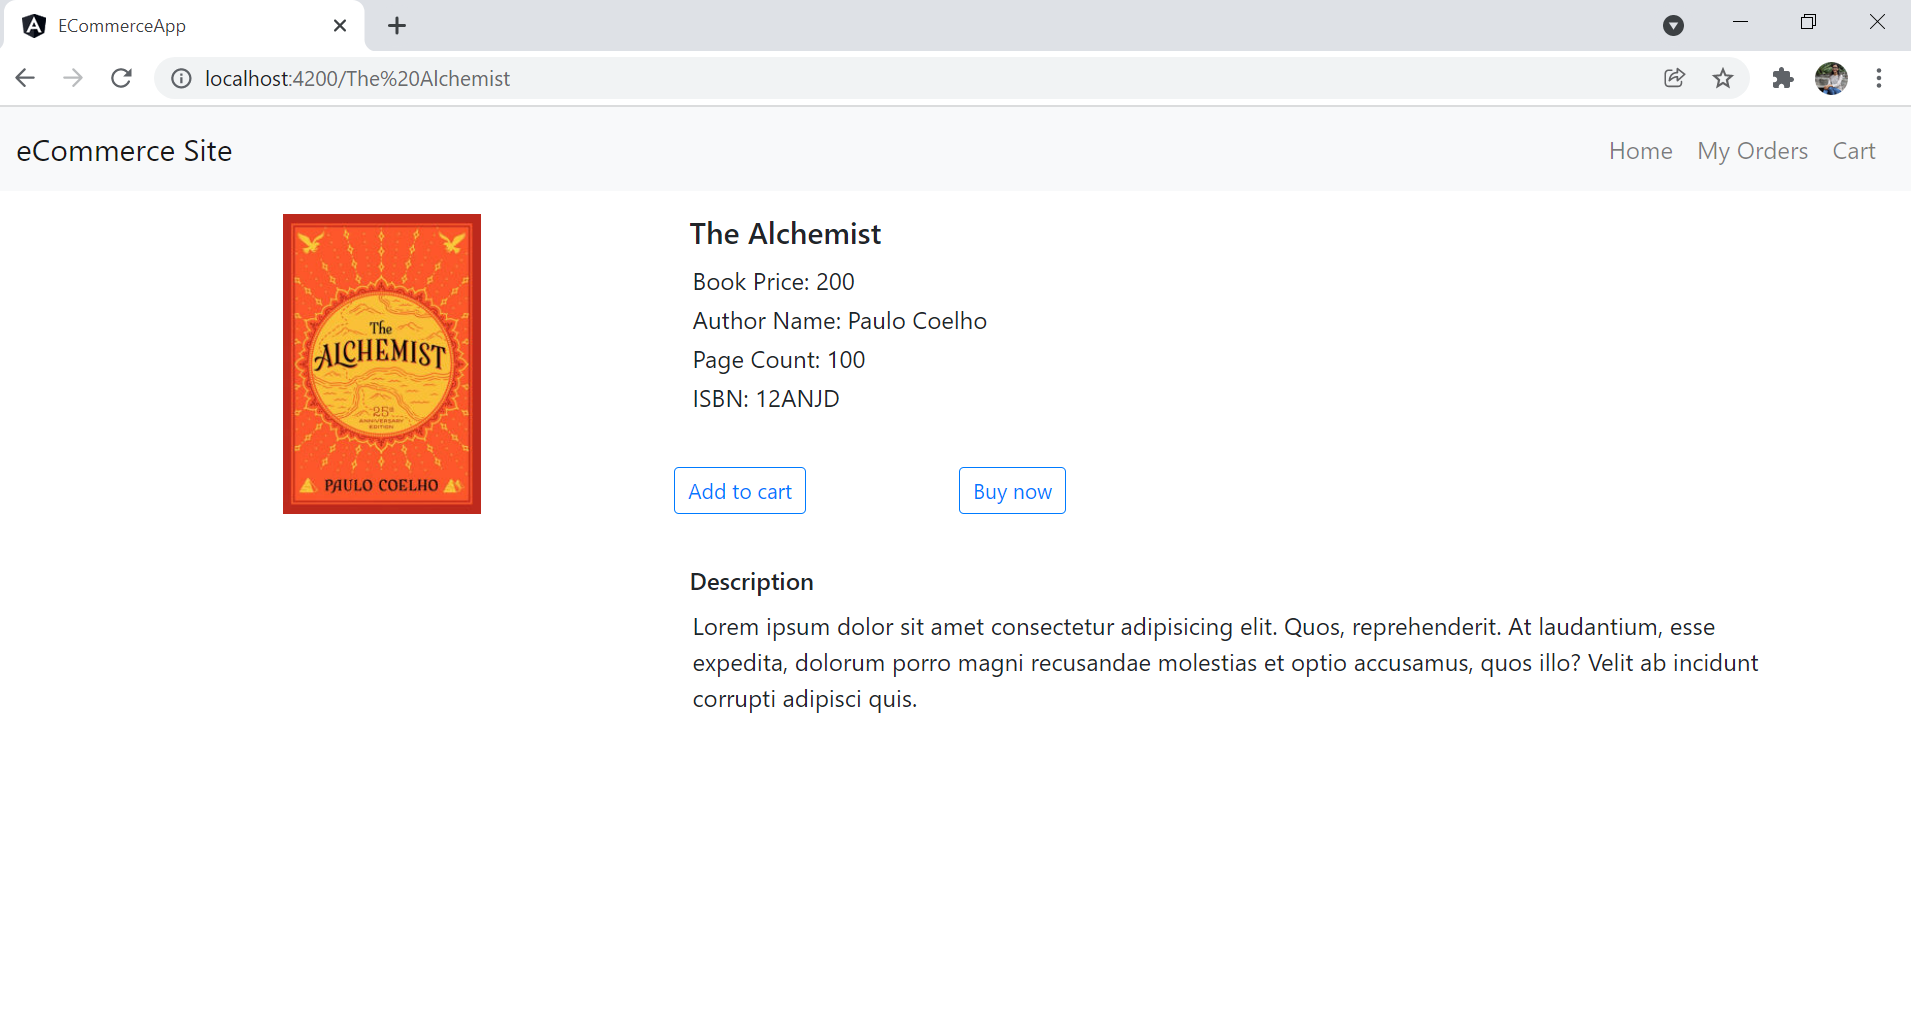 ECommerceApp
localhost:4200/The%20Alchemist
eCommerce Site
Home My Orders Cart
The
ALCHEMIST
25th
ANNIVERSARY
EDITION
PAULO COELHO
The Alchemist
Book Price: 200
Author Name: Paulo Coelho
Page Count: 100
ISBN: 12ANJD
Add to cart Buy now
Description
Lorem ipsum dolor sit amet consectetur adipisicing elit. Quos, reprehenderit. At laudantium, esse
expedita, dolorum porro magni recusandae molestias et optio accusamus, quos illo? Velit ab incidunt
corrupti adipisci quis.